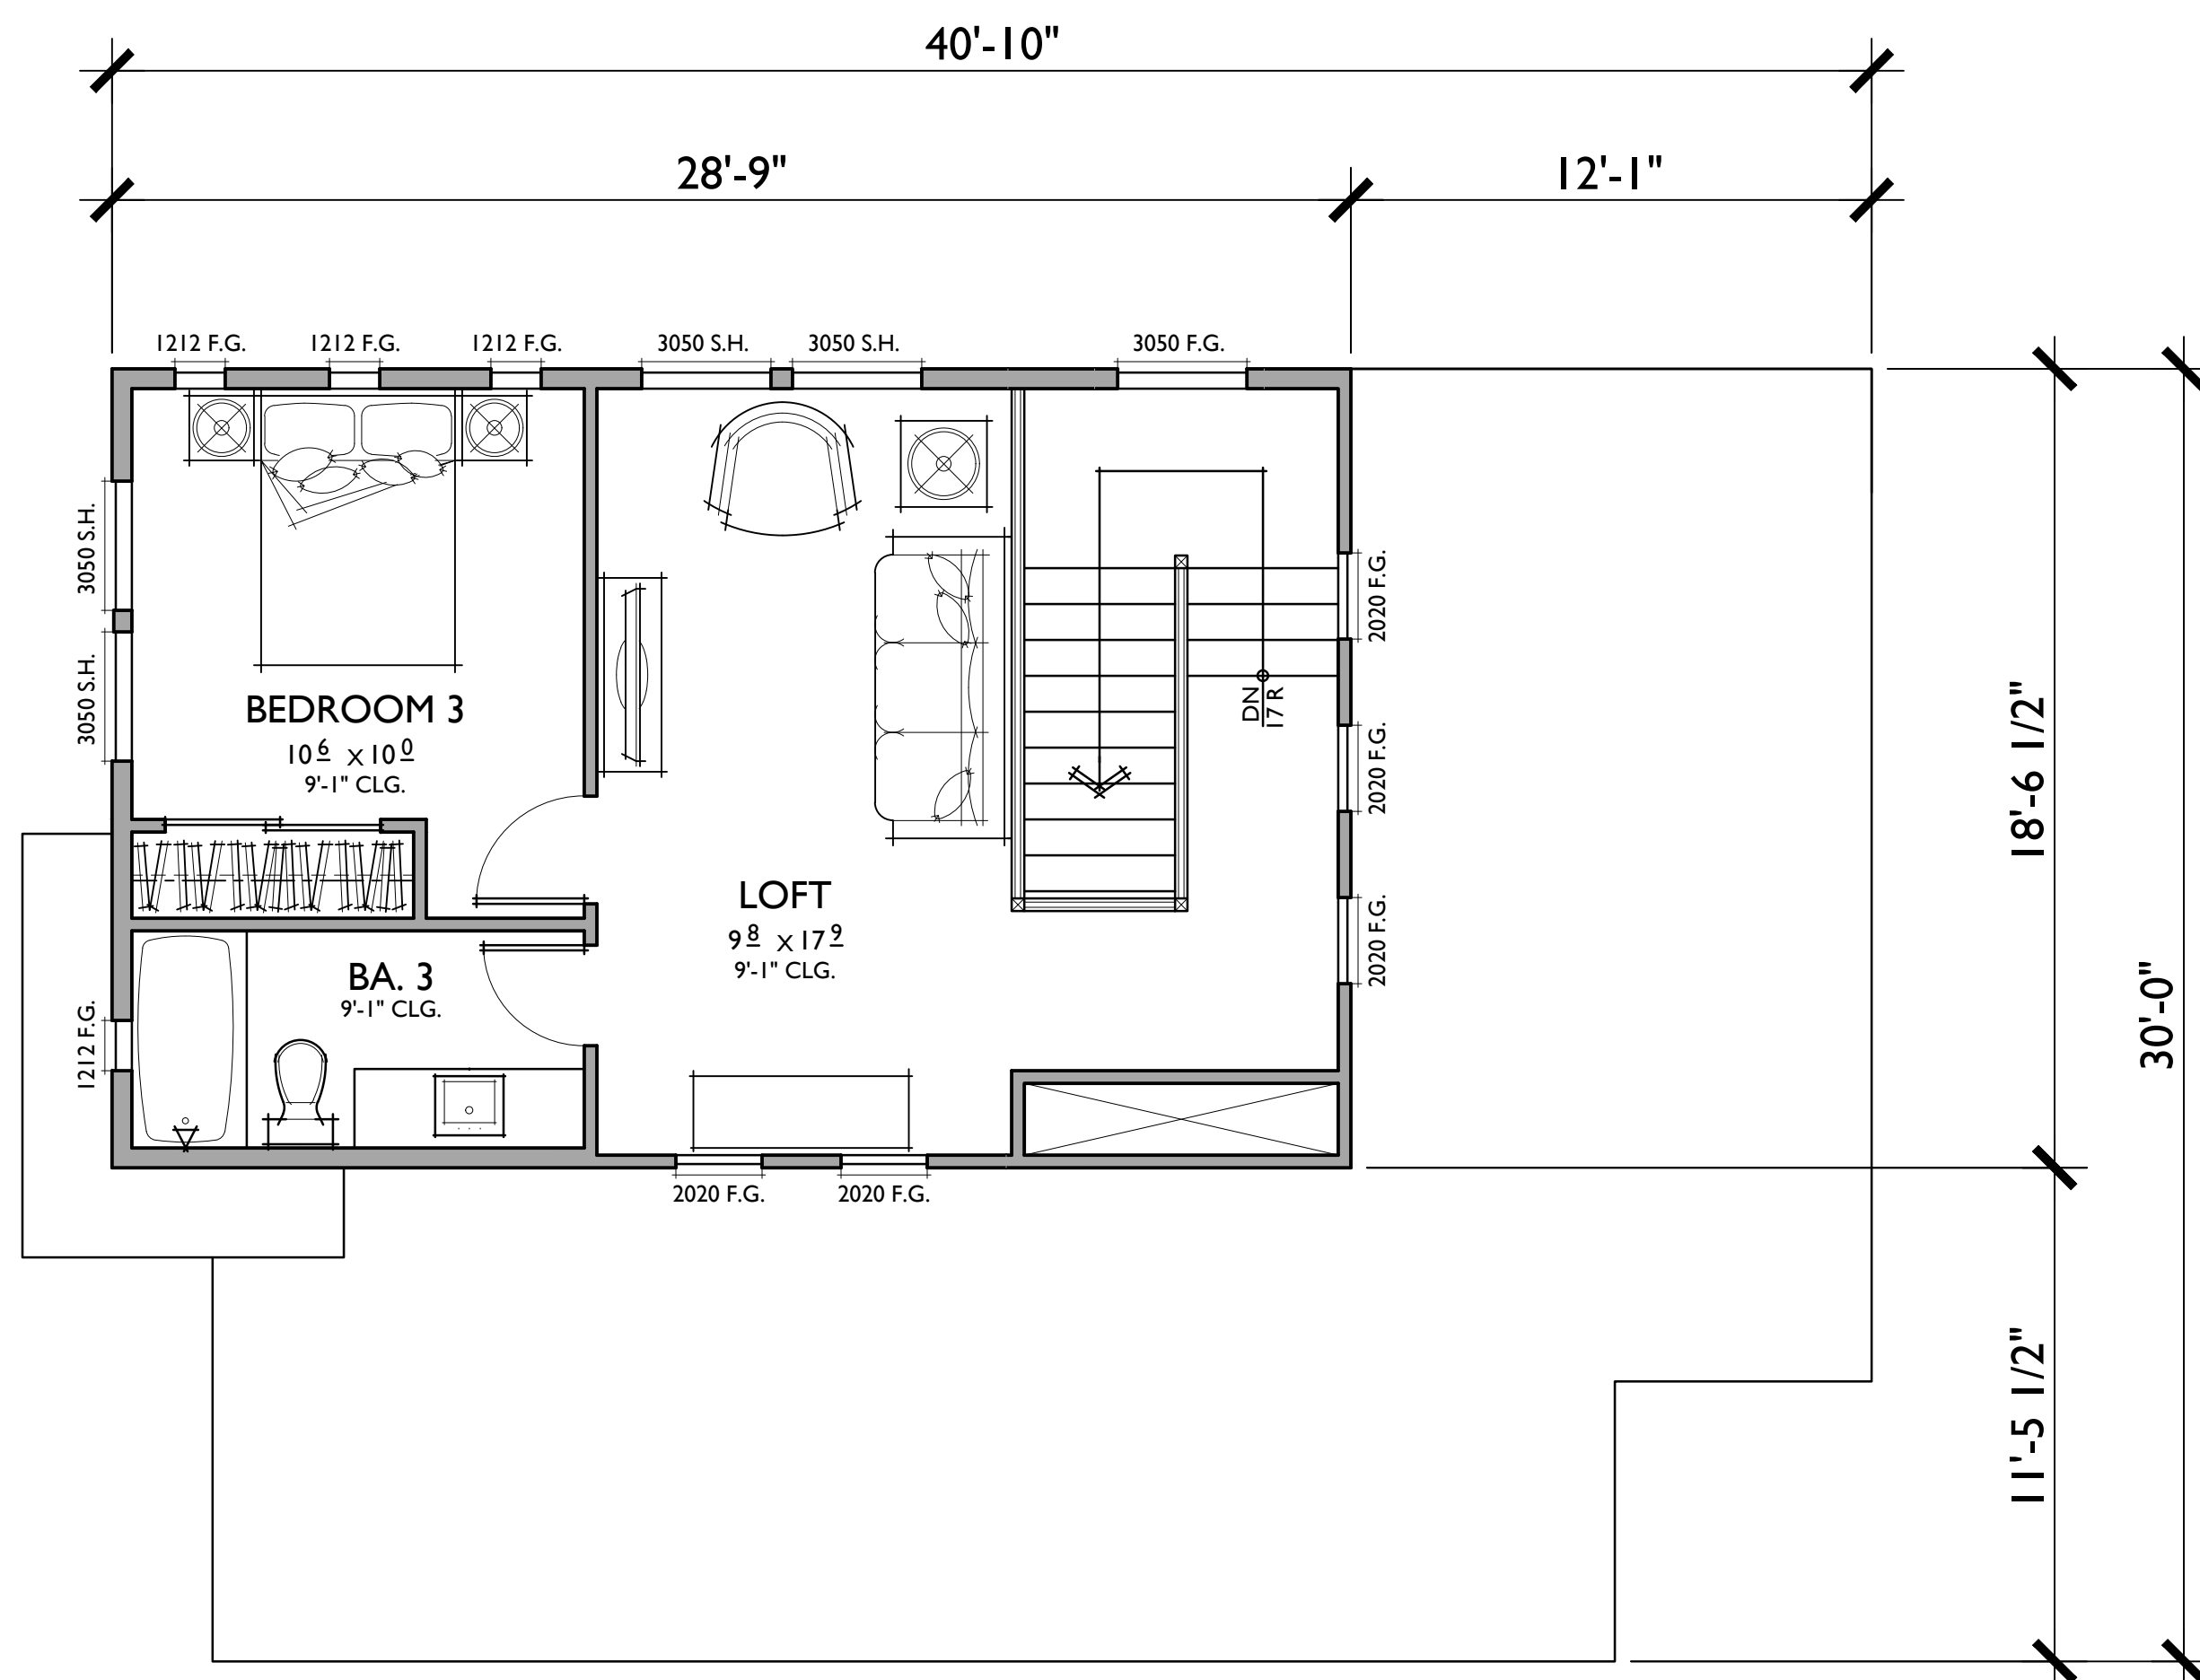 40'-10"
28'-9"
12'-1"
1212 F.G.
1212 F.G.
1212 F.G.
3050 S.H.
3050 S.H.
3050 F.G.
3050 S.H.
3050 S.H.
1212 F.G.
BEDROOM 3
10 6 X 10 0
9'-1" CLG.
BA. 3
9'-1" CLG.
LOFT
9 8 X 17 9
9'-1" CLG.
DN
17 R
2020 F.G.
2020 F.G.
2020 F.G.
2020 F.G.
2020 F.G.
18'-6 1/2"
30'-0"
11'-5 1/2"